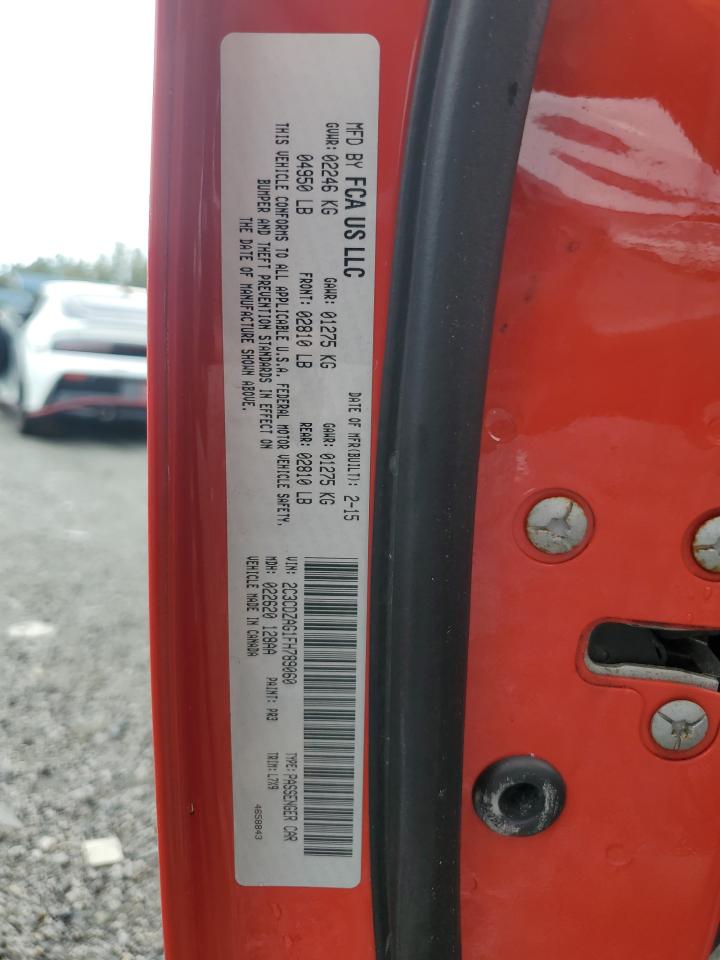 MFD BY FCA US LLC
DATE OF MFR(BUILT): 2-15
GVWR: 02246 KG GAWR: 01275 KG GAWR: 01275 KG
04950 LB FRONT: 02810 LB REAR: 02810 LB
THIS VEHICLE CONFORMS TO ALL APPLICABLE U.S.A. FEDERAL MOTOR VEHICLE SAFETY,
BUMPER AND THEFT PREVENTION STANDARDS IN EFFECT ON
THE DATE OF MANUFACTURE SHOWN ABOVE.
VIN: 2C3CDZAG1FH789060 TYPE: PASSENGER CAR
MDH: 022620 128AA PAINT: PR3 TRIM: L7X9
VEHICLE MADE IN CANADA
4658843